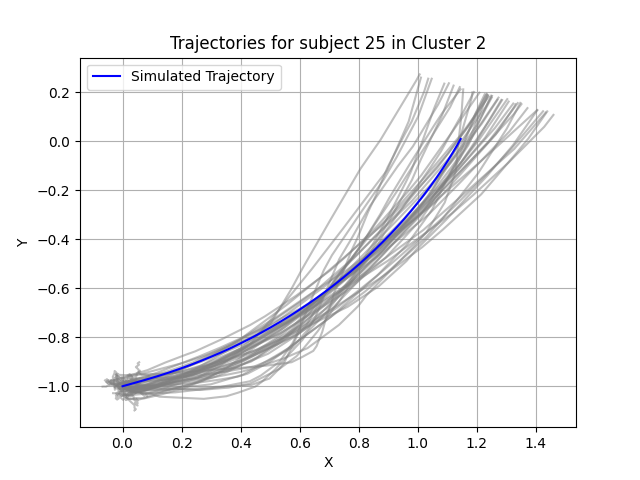 Trajectories for subject 25 in Cluster 2
Simulated Trajectory
0.2
0.0
−0.2
−0.4
−0.6
−0.8
−1.0
Y
0.0 0.2 0.4 0.6 0.8 1.0 1.2 1.4
X